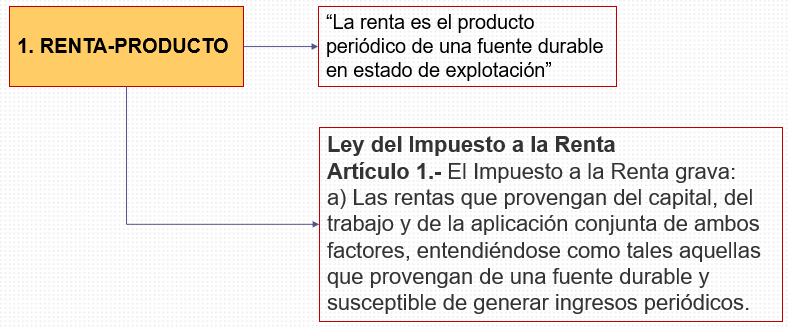 1. RENTA-PRODUCTO
“La renta es el producto
periódico de una fuente durable
en estado de explotación”
Ley del Impuesto a la Renta
Artículo 1.- El Impuesto a la Renta grava:
a) Las rentas que provengan del capital, del
trabajo y de la aplicación conjunta de ambos
factores, entendiéndose como tales aquellas
que provengan de una fuente durable y
susceptible de generar ingresos periódicos.